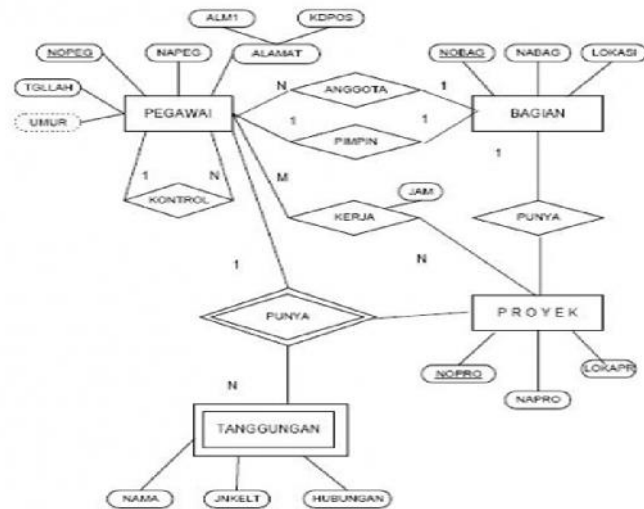 ALM1 KDPOS
NOPEG NAPEG ALAMAT NOBAG NABAG LOKASI
TGLLAH N ANGGOTA 1
UMUR PEGAWAI BAGIAN
1 PIMPIN 1
1 N 1
KONTROL M JAM
KERJA PUNYA
1 N
PUNYA PROYEK
NOPRO LOKAPR
N NAPRO
TANGGUNGAN
NAMA JNKELT HUBUNGAN